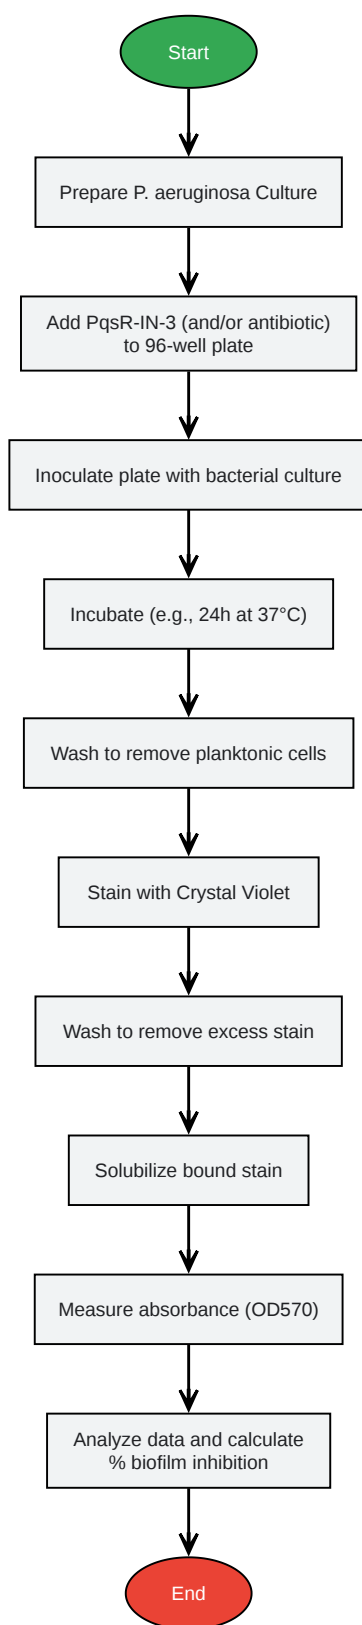 Start
Prepare P. aeruginosa Culture
Add PqsR-IN-3 (and/or antibiotic)
to 96-well plate
Inoculate plate with bacterial culture
Incubate (e.g., 24h at 37°C)
Wash to remove planktonic cells
Stain with Crystal Violet
Wash to remove excess stain
Solubilize bound stain
Measure absorbance (OD570)
Analyze data and calculate
% biofilm inhibition
End